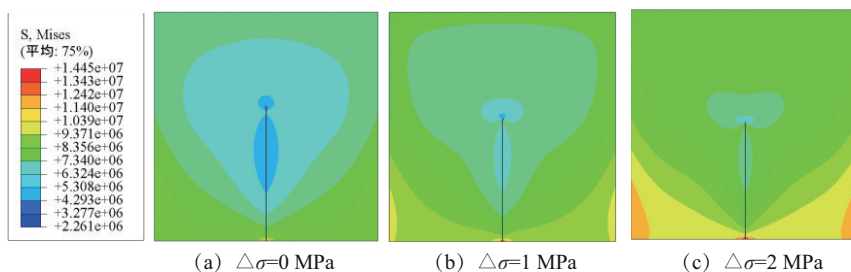 S, Mises
(平均: 75%)
+1.445e+07
+1.343e+07
+1.242e+07
+1.140e+07
+1.039e+07
+9.371e+06
+8.356e+06
+7.340e+06
+6.324e+06
+5.308e+06
+4.293e+06
+3.277e+06
+2.261e+06
(a) △σ=0 MPa
(b) △σ=1 MPa
(c) △σ=2 MPa